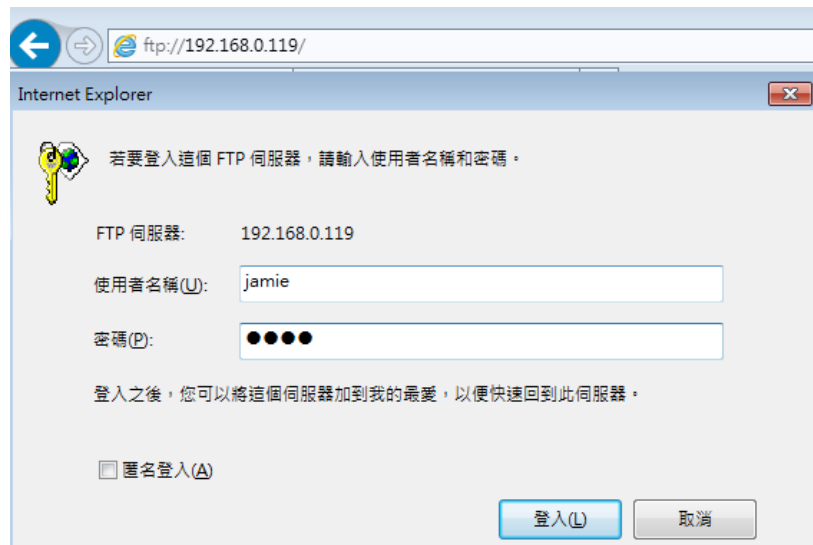 ftp://192.168.0.119/
Internet Explorer
若要登入這個 FTP 伺服器，請輸入使用者名稱和密碼。
FTP 伺服器: 192.168.0.119
使用者名稱(U): jamie
密碼(P): ●●●●
登入之後，您可以將這個伺服器加到我的最愛，以便快速回到此伺服器。
匿名登入(A)
登入(L) 取消